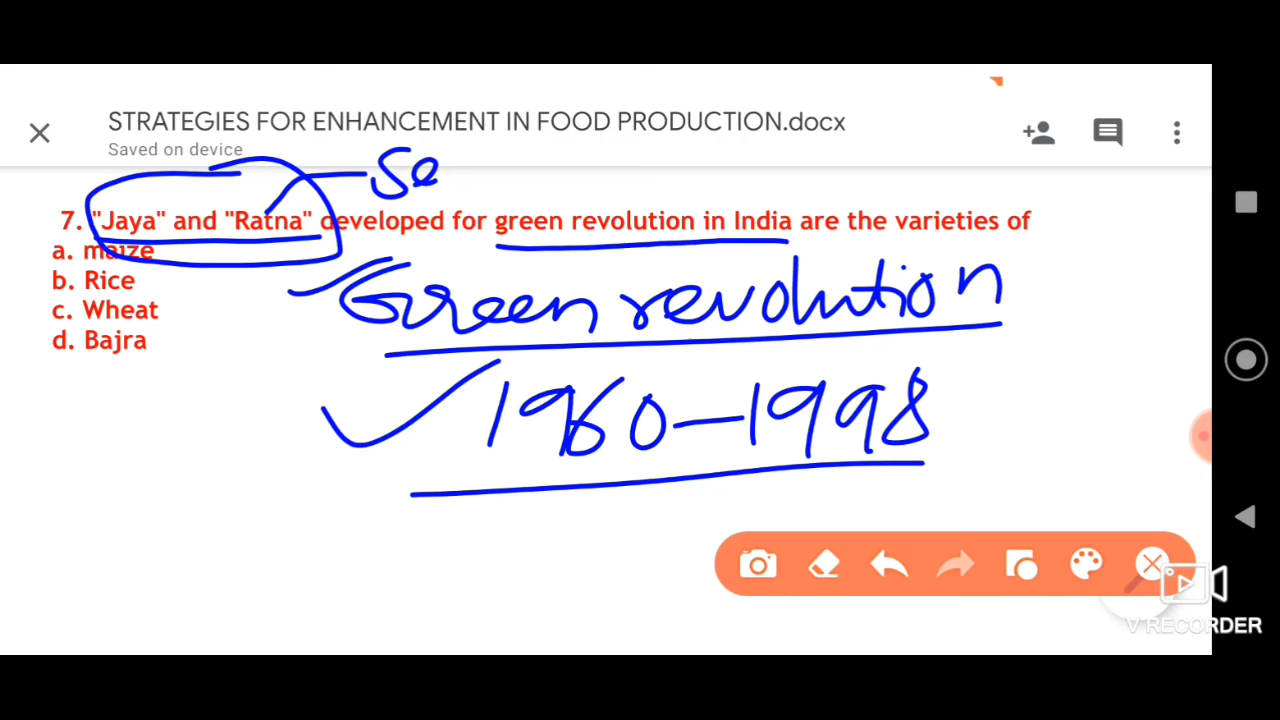 STRATEGIES FOR ENHANCEMENT IN FOOD PRODUCTION.docx
Saved on device
Se
7. "Jaya" and "Ratna" developed for green revolution in India are the varieties of
a. maize
b. Rice
c. Wheat
d. Bajra
Green revolution
1960-1998
V RECORDER